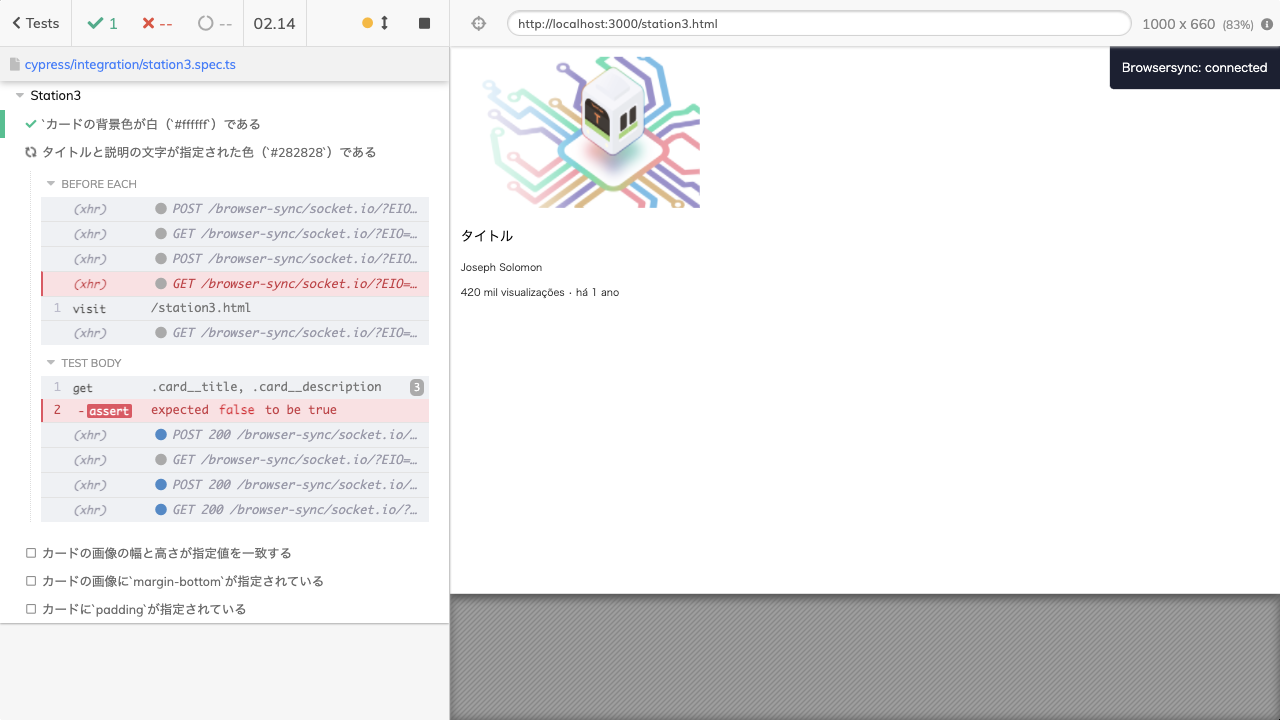 Tests 1 -- -- 02.14
http://localhost:3000/station3.html 1000 x 660 (83%)
cypress/integration/station3.spec.ts
Browsersync: connected
Station3
`カードの背景色が白（`#ffffff`）である
タイトルと説明の文字が指定された色（`#282828`）である
BEFORE EACH
(xhr) POST /browser-sync/socket.io/?EIO…
(xhr) GET /browser-sync/socket.io/?EIO=…
(xhr) POST /browser-sync/socket.io/?EIO…
(xhr) GET /browser-sync/socket.io/?EIO=…
1 visit /station3.html
(xhr) GET /browser-sync/socket.io/?EIO=…
TEST BODY
1 get .card__title, .card__description 3
2 -assert expected false to be true
(xhr) POST 200 /browser-sync/socket.io/…
(xhr) GET /browser-sync/socket.io/?EIO=…
(xhr) POST 200 /browser-sync/socket.io/…
(xhr) GET 200 /browser-sync/socket.io/?…
カードの画像の幅と高さが指定値を一致する
カードの画像に`margin-bottom`が指定されている
カードに`padding`が指定されている
T
タイトル
Joseph Solomon
420 mil visualizações・há 1 ano